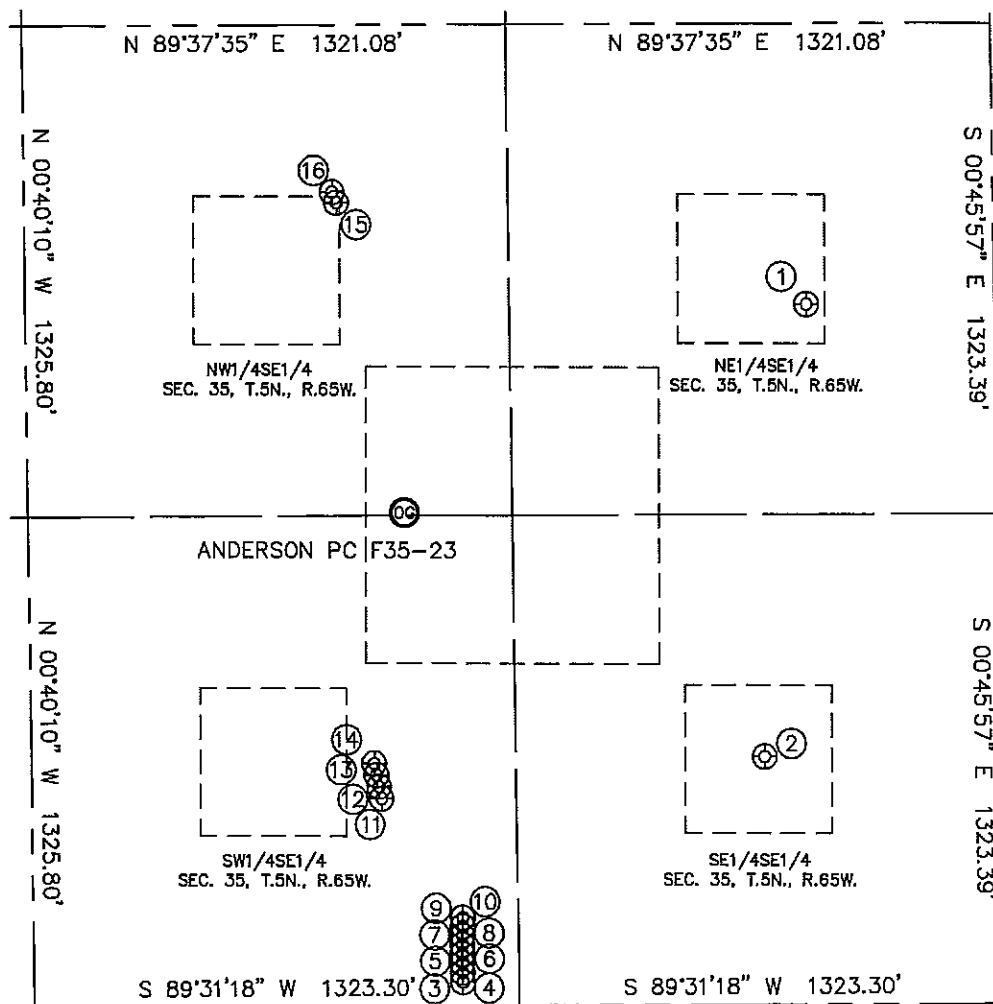 N 89°37'35" E 1321.08'
N 89°37'35" E 1321.08'
N 00°40'10" W 1325.80'
S 00°45'57" E 1323.39'
16
15
1
NW1/4SE1/4
SEC. 35, T.5N., R.65W.
NE1/4SE1/4
SEC. 35, T.5N., R.65W.
OG
ANDERSON PC F35-23
N 00°40'10" W 1325.80'
S 00°45'57" E 1323.39'
14
13
12
11
2
SW1/4SE1/4
SEC. 35, T.5N., R.65W.
SE1/4SE1/4
SEC. 35, T.5N., R.65W.
9
10
7
8
5
6
3
4
S 89°31'18" W 1323.30'
S 89°31'18" W 1323.30'